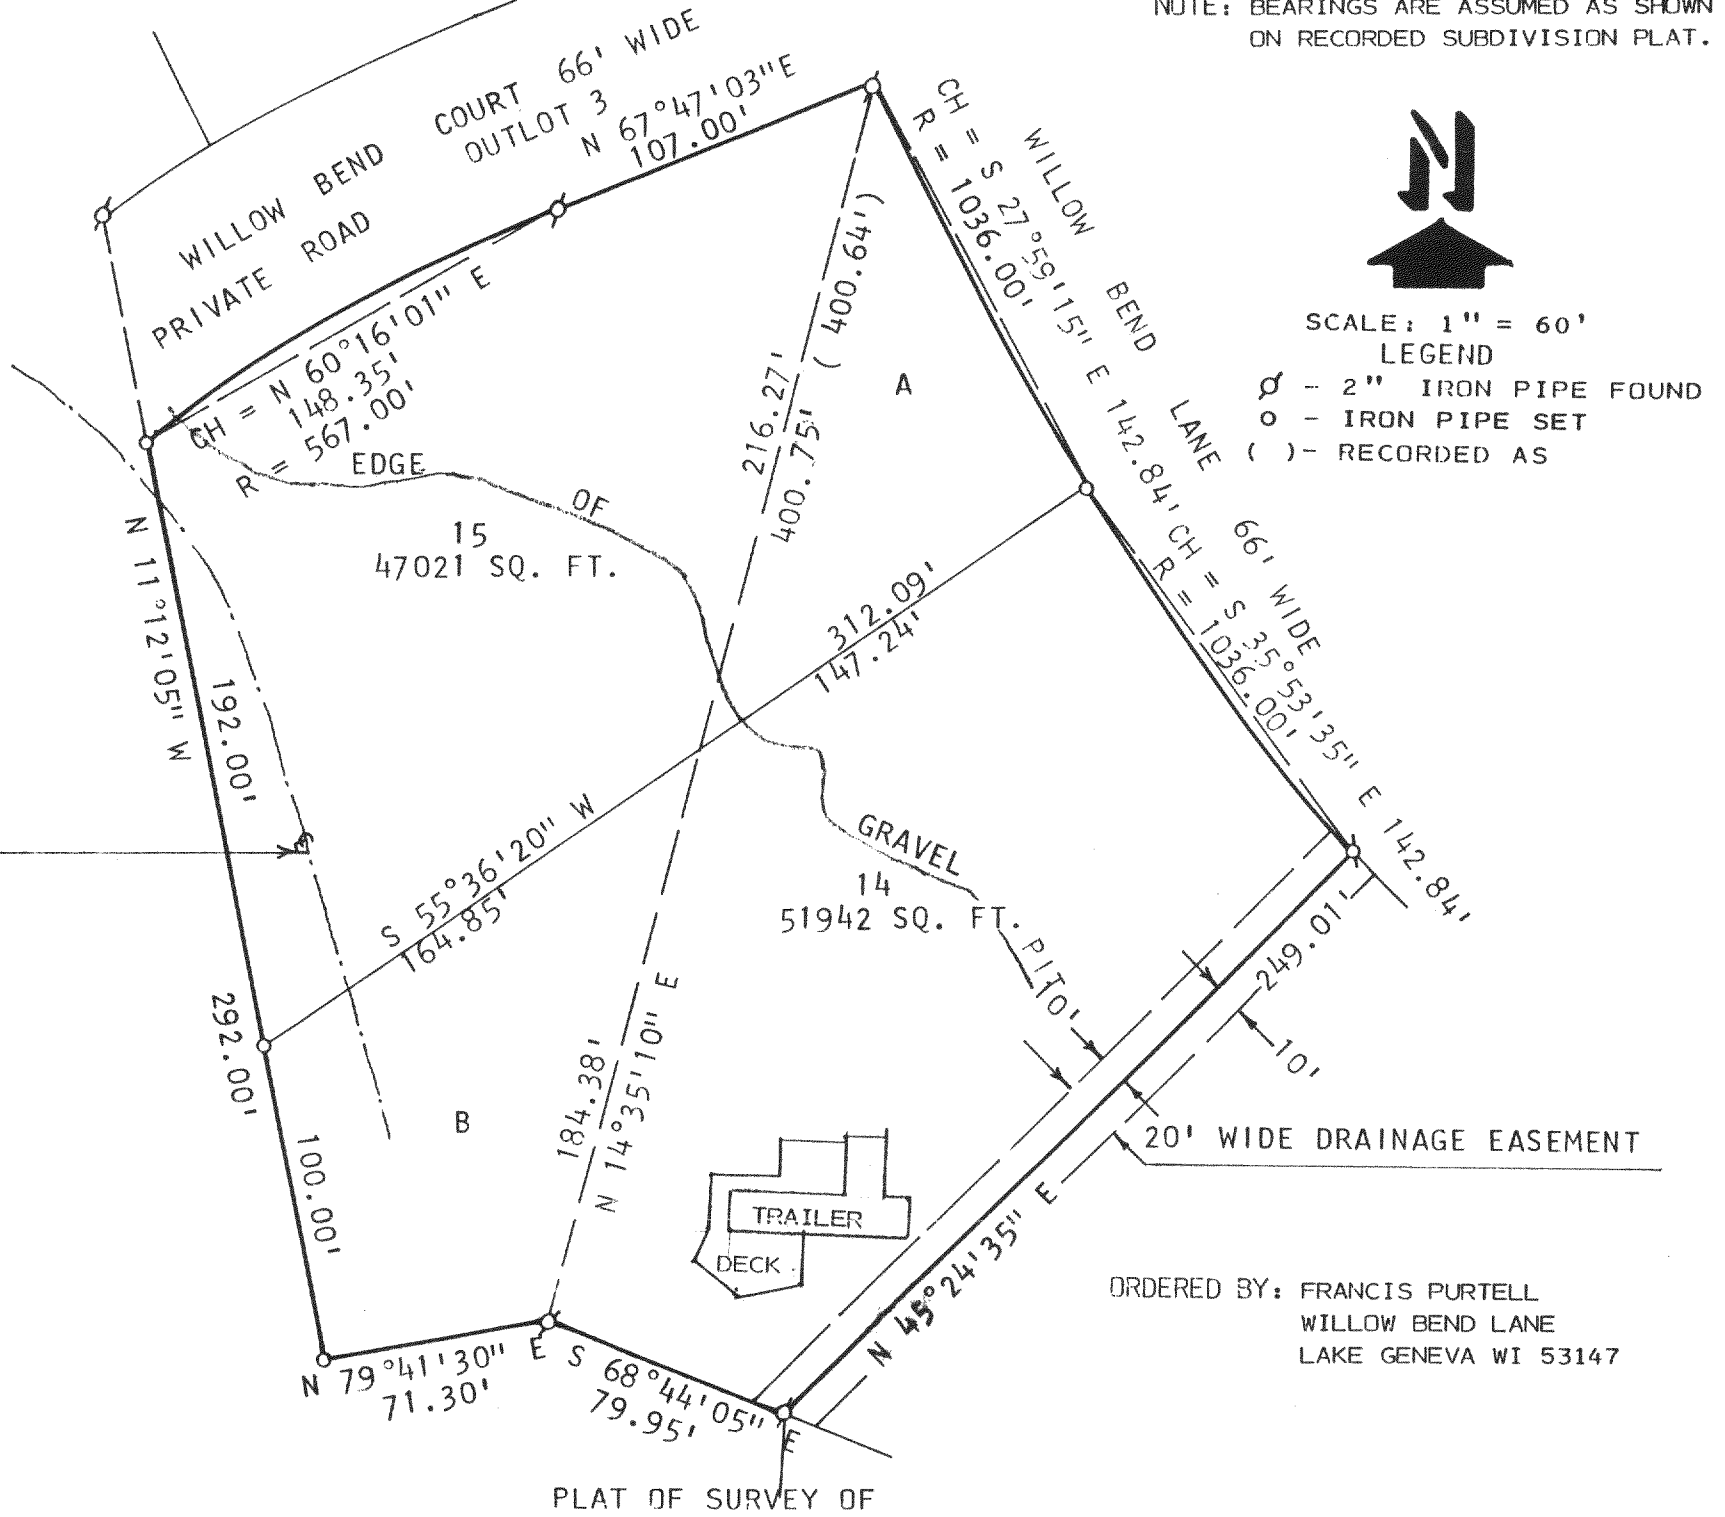 NOTE: BEARINGS ARE ASSUMED AS SHOWN
ON RECORDED SUBDIVISION PLAT.
WILLOW BEND COURT 66' WIDE
OUTLOT 3
PRIVATE ROAD
N 67°47'03"E
107.00'
CH = N 60°16'01" E
148.35'
R = 567.00'
CH = S 27°59'15" E 142.84'
R = 1036.00'
WILLOW BEND LANE 66' WIDE
CH = S 35°53'35" E 142.84'
R = 1036.00'
N
SCALE: 1" = 60'
LEGEND
- 2" IRON PIPE FOUND
- IRON PIPE SET
( )- RECORDED AS
216.27'
400.75'
( 400.64')
A
EDGE OF GRAVEL PIT
15
47021 SQ. FT.
N 11°12'05" W
192.00'
292.00'
100.00'
312.09'
147.24'
S 55°36'20" W
164.85'
14
51942 SQ. FT.
B
184.38'
N 14°35'10" E
TRAILER
DECK
10'
249.01'
10'
20' WIDE DRAINAGE EASEMENT
N 45°24'35" E
N 79°41'30" E
71.30'
S 68°44'05" E
79.95'
ORDERED BY: FRANCIS PURTELL
WILLOW BEND LANE
LAKE GENEVA WI 53147
PLAT OF SURVEY OF